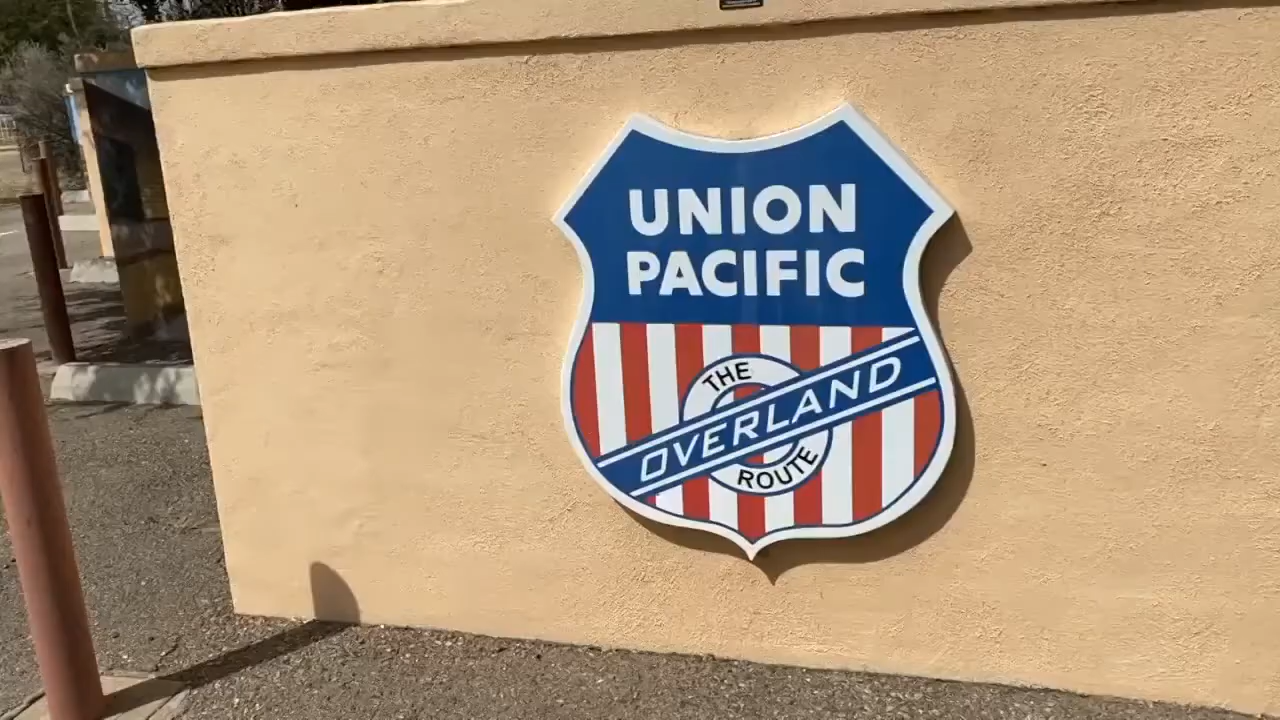 UNION
PACIFIC
THE
OVERLAND
ROUTE